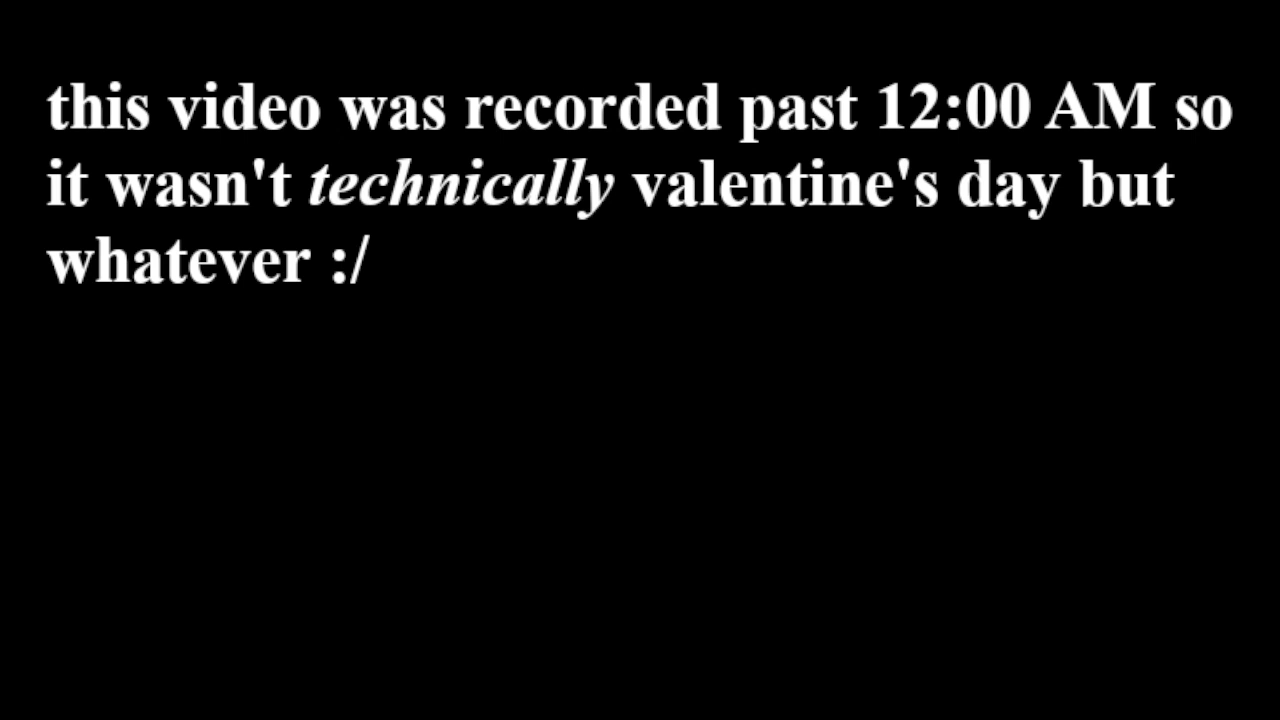 this video was recorded past 12:00 AM so
it wasn't technically valentine's day but
whatever :/